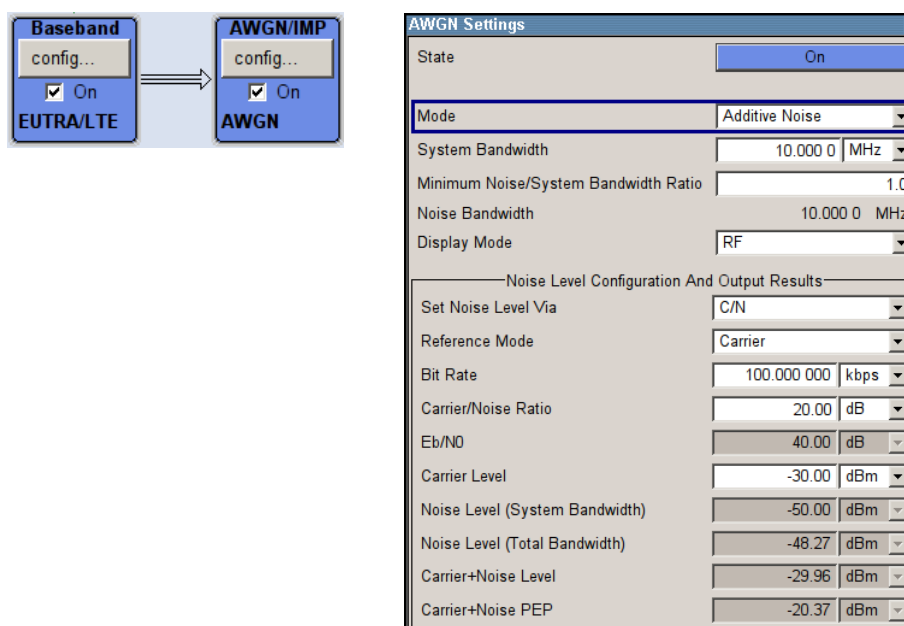 Baseband
config...
On
EUTRA/LTE
AWGN/IMP
config...
On
AWGN
AWGN Settings
State On
Mode Additive Noise
System Bandwidth 10.000 0 MHz
Minimum Noise/System Bandwidth Ratio 1.0
Noise Bandwidth 10.000 0 MHz
Display Mode RF
Noise Level Configuration And Output Results
Set Noise Level Via C/N
Reference Mode Carrier
Bit Rate 100.000 000 kbps
Carrier/Noise Ratio 20.00 dB
Eb/N0 40.00 dB
Carrier Level -30.00 dBm
Noise Level (System Bandwidth) -50.00 dBm
Noise Level (Total Bandwidth) -48.27 dBm
Carrier+Noise Level -29.96 dBm
Carrier+Noise PEP -20.37 dBm